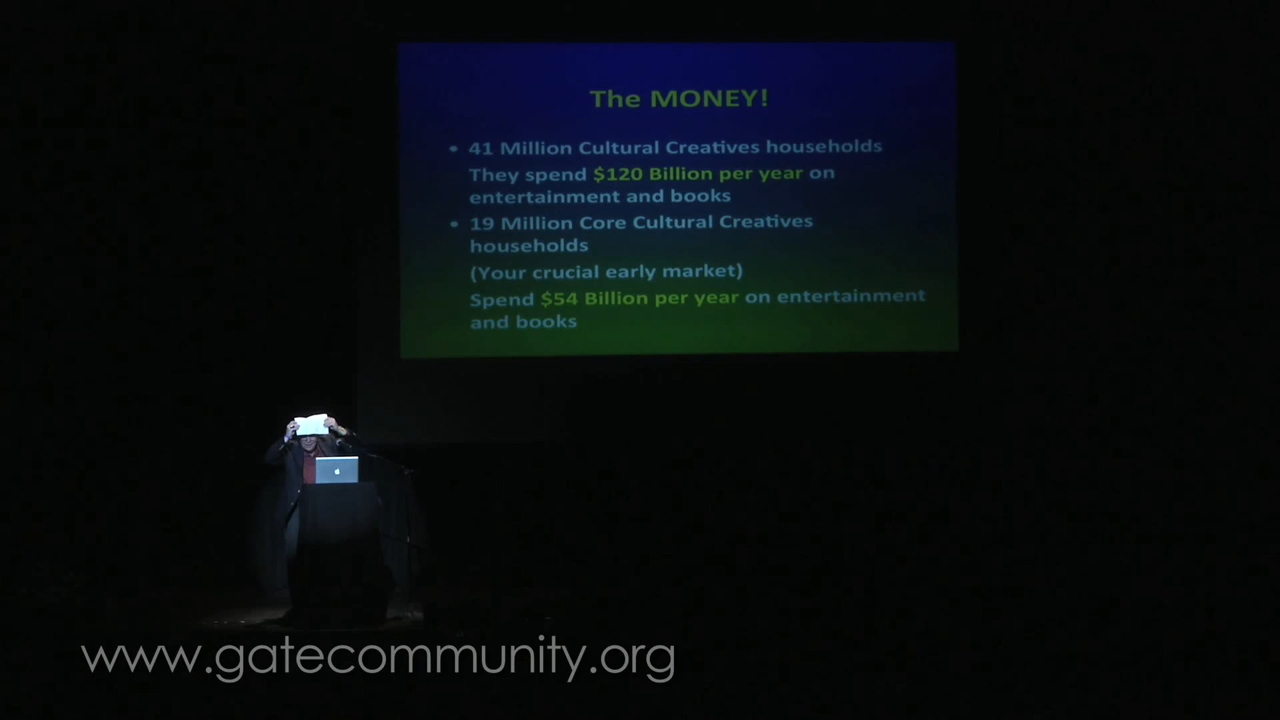 The MONEY!
• 41 Million Cultural Creatives households
They spend $120 Billion per year on
entertainment and books
• 19 Million Core Cultural Creatives
households
(Your crucial early market)
Spend $54 Billion per year on entertainment
and books
www.gatecommunity.org